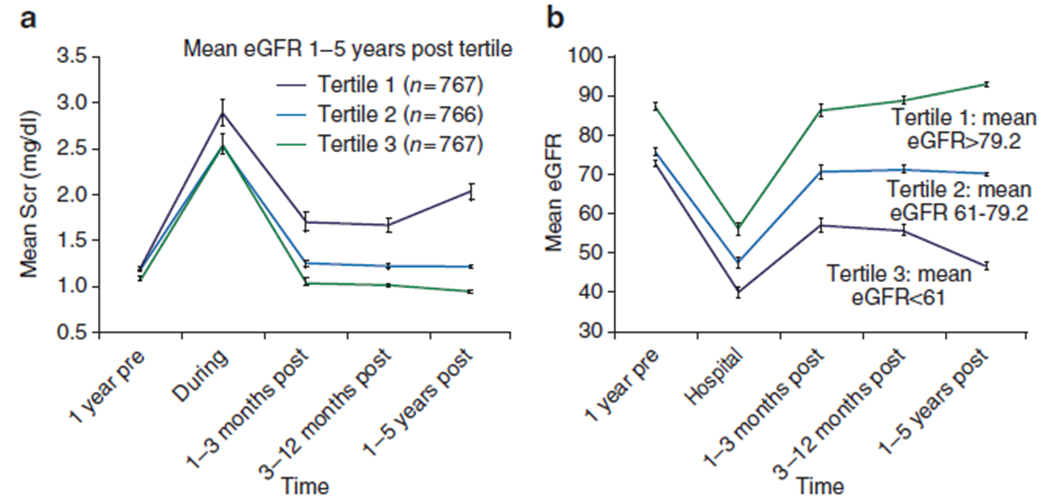 a
Mean eGFR 1–5 years post tertile
Tertile 1 (n=767)
Tertile 2 (n=766)
Tertile 3 (n=767)
Mean Scr (mg/dl)
3.5
3.0
2.5
2.0
1.5
1.0
0.5
1 year pre
During
1–3 months post
3–12 months post
1–5 years post
Time
b
Mean eGFR
100
90
80
70
60
50
40
30
Tertile 1: mean
eGFR>79.2
Tertile 2: mean
eGFR 61-79.2
Tertile 3: mean
eGFR<61
1 year pre
Hospital
1–3 months post
3–12 months post
1–5 years post
Time